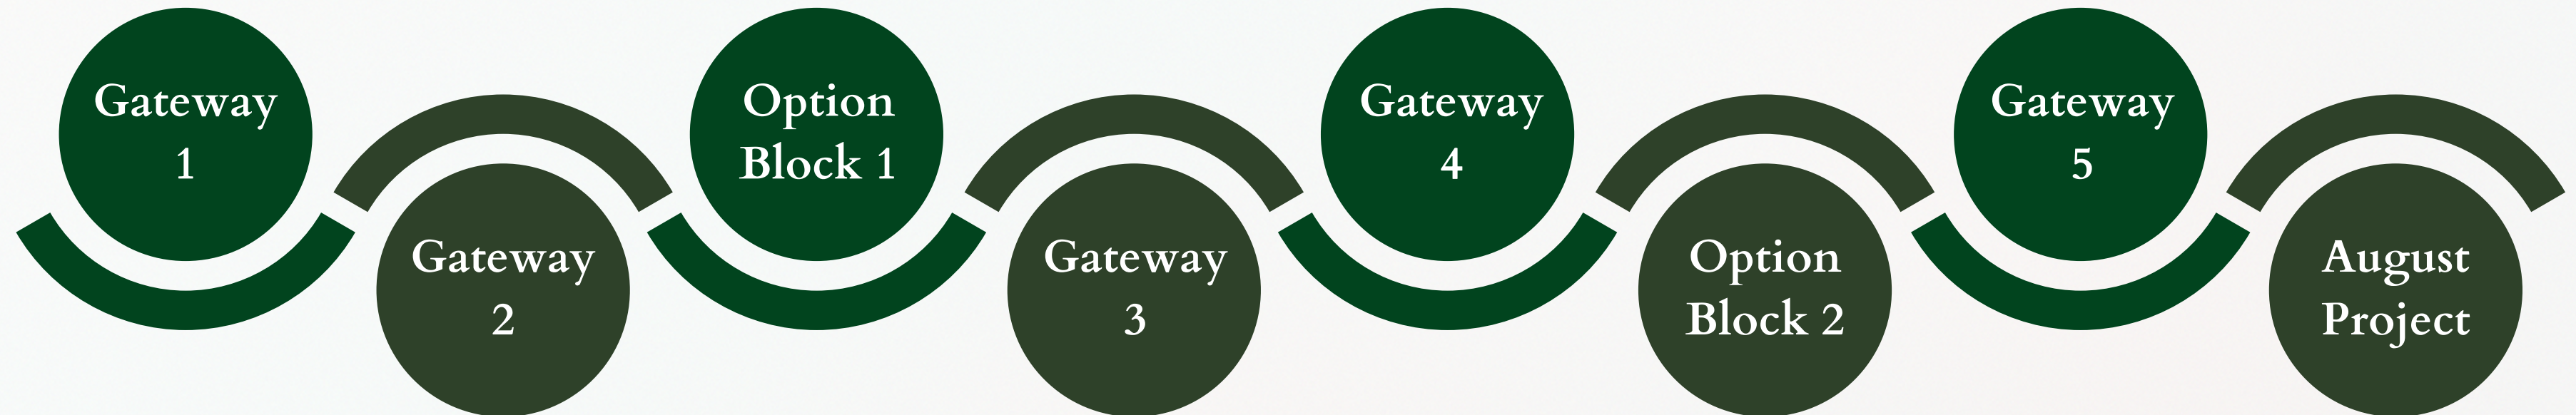 Gateway
1
Gateway
2
Option
Block 1
Gateway
3
Gateway
4
Option
Block 2
Gateway
5
August
Project